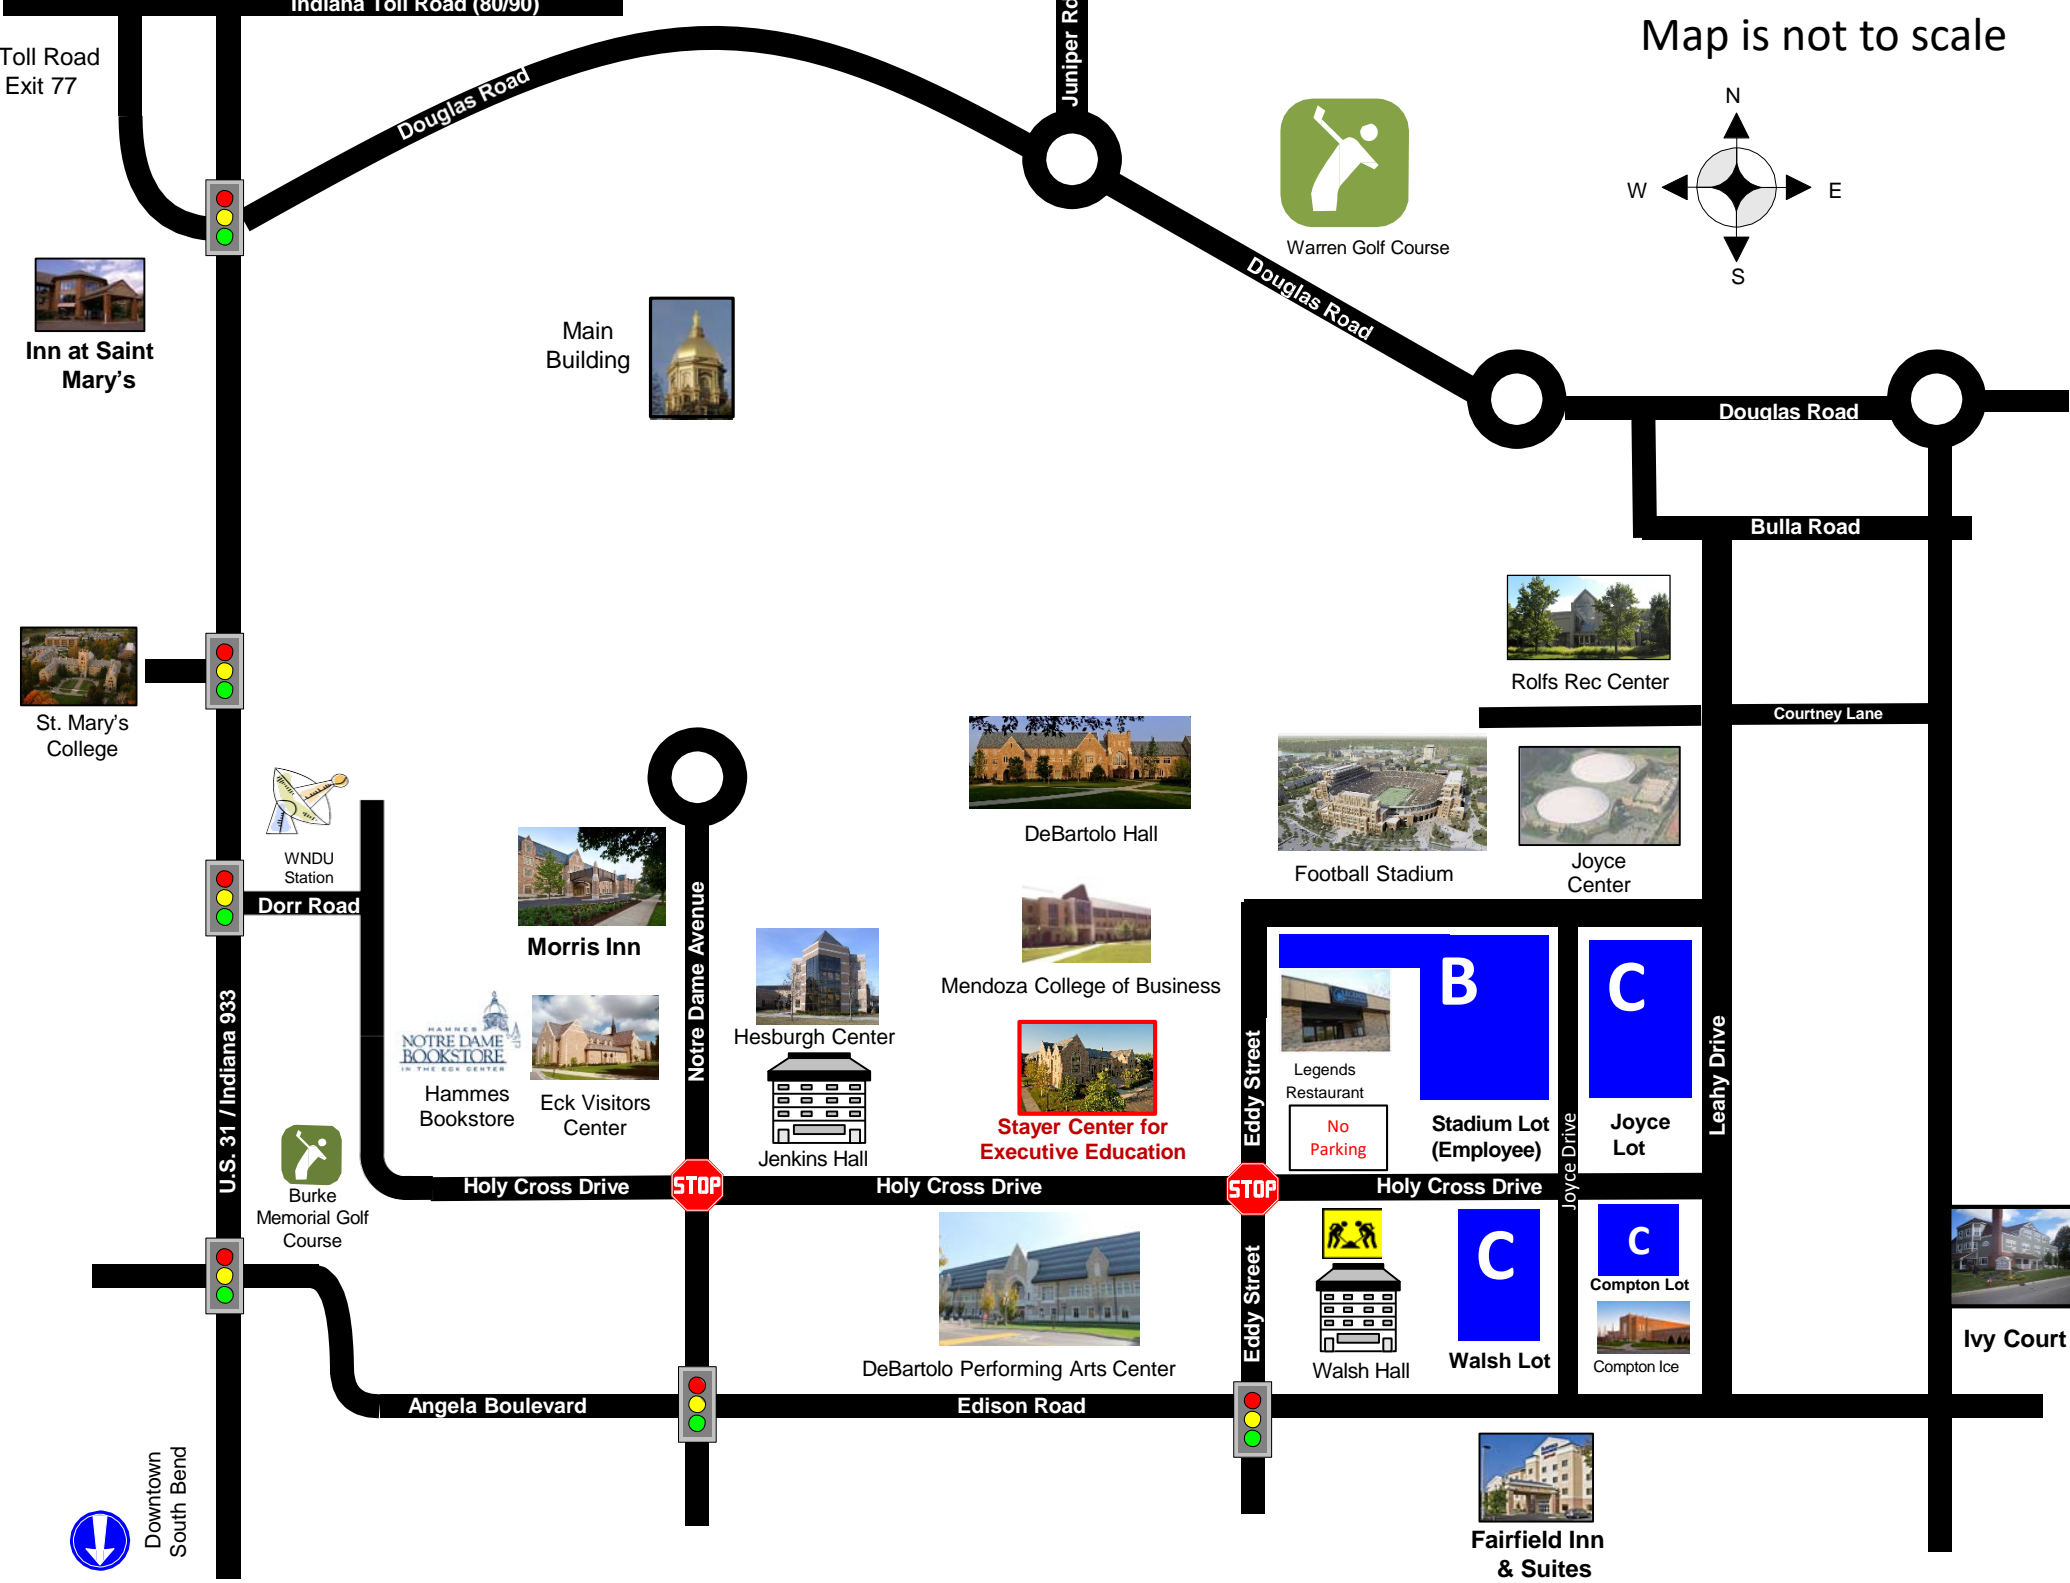 Indiana Toll Road (80/90)
Juniper Rd
Map is not to scale
Toll Road
Exit 77
Douglas Road
N
W
E
S
Warren Golf Course
Douglas Road
Inn at Saint
Mary's
Main
Building
Douglas Road
Bulla Road
Rolfs Rec Center
Courtney Lane
St. Mary's
College
WNDU
Station
Dorr Road
DeBartolo Hall
Football Stadium
Joyce
Center
Morris Inn
Notre Dame Avenue
Mendoza College of Business
B
C
U.S. 31 / Indiana 933
HAMMES
NOTRE DAME
BOOKSTORE
IN THE ECK CENTER
Hammes
Bookstore
Eck Visitors
Center
Hesburgh Center
Eddy Street
Legends
Restaurant
Leahy Drive
Stayer Center for
Executive Education
No
Parking
Stadium Lot
(Employee)
Joyce Drive
Joyce
Lot
Jenkins Hall
Burke
Memorial Golf
Course
Holy Cross Drive
STOP
Holy Cross Drive
STOP
Holy Cross Drive
C
C
Compton Lot
Eddy Street
Ivy Court
DeBartolo Performing Arts Center
Walsh Hall
Walsh Lot
Compton Ice
Angela Boulevard
Edison Road
Downtown
South Bend
Fairfield Inn
& Suites